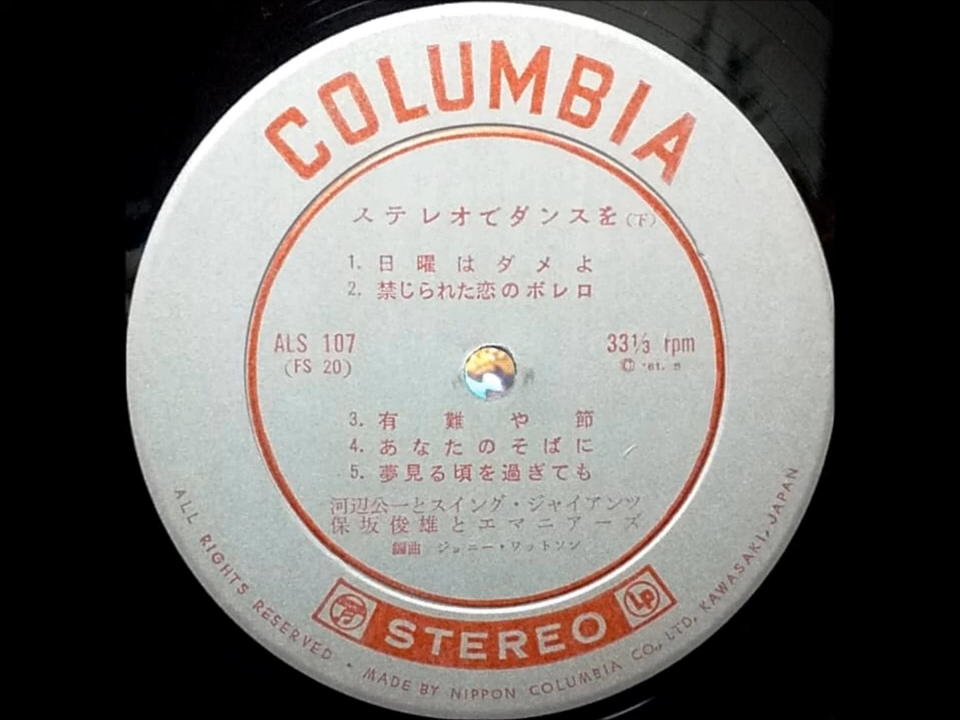 COLUMBIA
ステレオでダンスを(下)
1. 日曜はダメよ
2. 禁じられた恋のボレロ
ALS 107
(FS 20)
33⅓ rpm
Ⓒ '61.
3. 有難や節
4. あなたのそばに
5. 夢見る頃を過ぎても
河辺公一とスイング・ジャイアンツ
保坂俊雄とエマニアーズ
編曲 ジョニー・ワットソン
STEREO
LP
ALL RIGHTS RESERVED • MADE BY NIPPON COLUMBIA CO., LTD. KAWASAKI, JAPAN